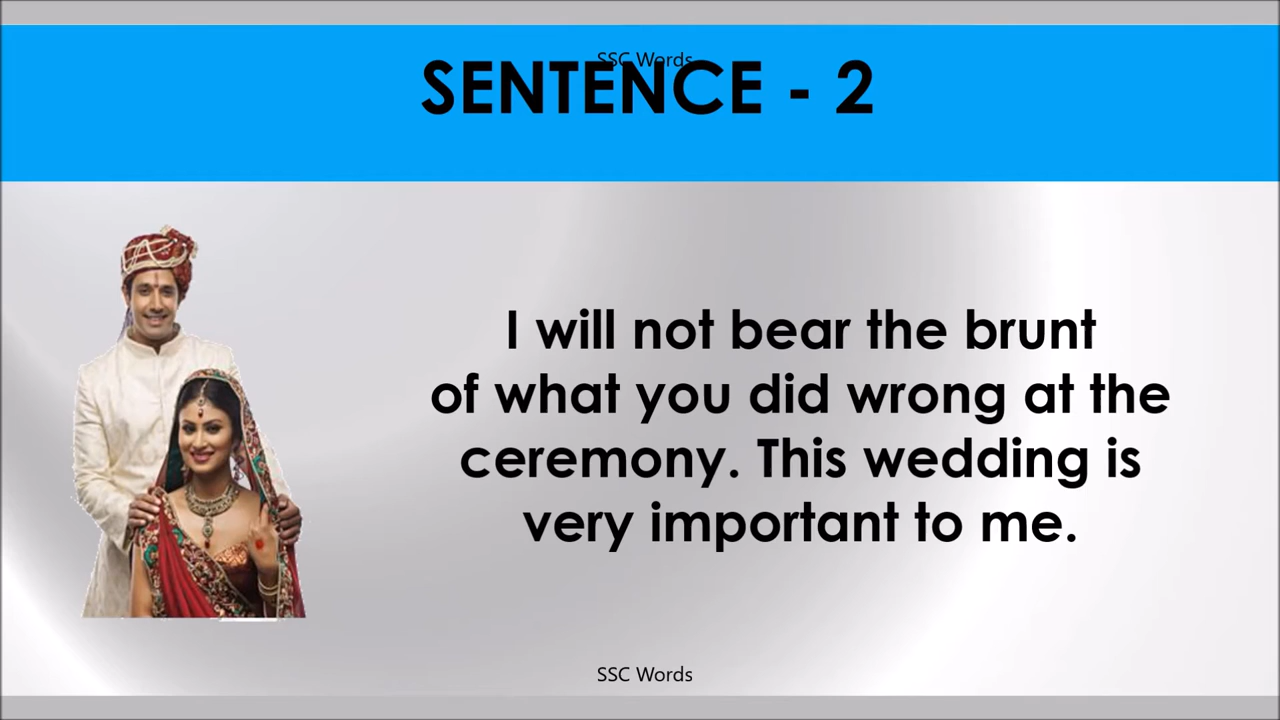 SSC Words
SENTENCE - 2
I will not bear the brunt
of what you did wrong at the
ceremony. This wedding is
very important to me.
SSC Words